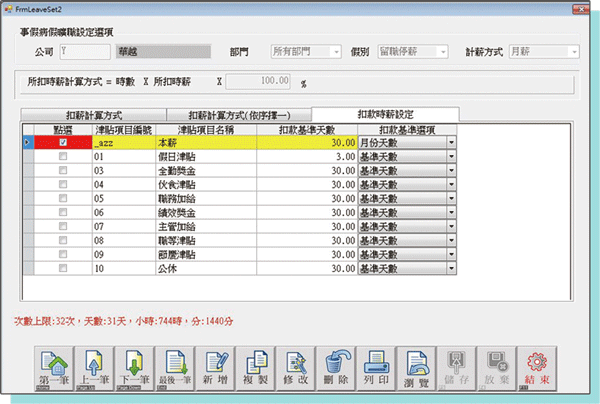 FrmLeaveSet2
事假病假曠職設定選項
公司 Y 華越 部門 所有部門 假別 留職停薪 計薪方式 月薪
所扣時薪計算方式 = 時數 X 所扣時薪 X 100.00 %
扣薪計算方式 扣薪計算方式(依序擇一) 扣款時薪設定
點選 津貼項目編號 津貼項目名稱 扣款基準天數 扣款基準選項
_azz 本薪 30.00 月份天數
01 假日津貼 3.00 基準天數
03 全勤獎金 30.00 基準天數
04 伙食津貼 30.00 基準天數
05 職務加給 30.00 基準天數
06 績效獎金 30.00 基準天數
07 主管加給 30.00 基準天數
08 職等津貼 30.00 基準天數
09 節慶津貼 30.00 基準天數
10 公休 30.00 基準天數
次數上限:32次，天數:31天，小時:744時，分:1440分
第一筆 上一筆 下一筆 最後一筆 新增 複製 修改 刪除 列印 瀏覽 儲存 放棄 結束
Home Page Up Page Down End